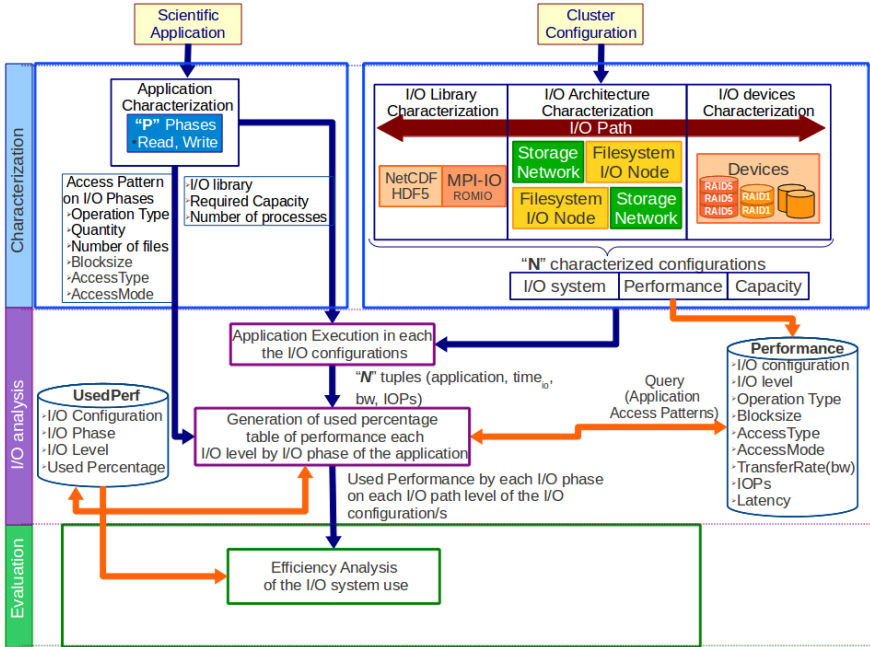 Scientific
Application
Cluster
Configuration
Characterization
Application
Characterization
“P” Phases
Read, Write
Access Pattern
on I/O Phases
Operation Type
Quantity
Number of files
Blocksize
AccessType
AccessMode
I/O library
Required Capacity
Number of processes
I/O Library
Characterization
I/O Architecture
Characterization
I/O devices
Characterization
I/O Path
NetCDF
HDF5
MPI-IO
ROMIO
Storage
Network
Filesystem
I/O Node
Filesystem
I/O Node
Storage
Network
Devices
RAID5
RAID5
RAID5
RAID1
RAID1
“N” characterized configurations
I/O system
Performance
Capacity
I/O analysis
Application Execution in each
the I/O configurations
“N” tuples (application, time_io,
bw, IOPs)
UsedPerf
I/O Configuration
I/O Phase
I/O Level
Used Percentage
Generation of used percentage
table of performance each
I/O level by I/O phase of the application
Query
(Application
Access Patterns)
Performance
I/O configuration
I/O level
Operation Type
Blocksize
AccessType
AccessMode
TransferRate(bw)
IOPs
Latency
Used Performance by each I/O phase
on each I/O path level of the I/O
configuration/s
Evaluation
Efficiency Analysis
of the I/O system use